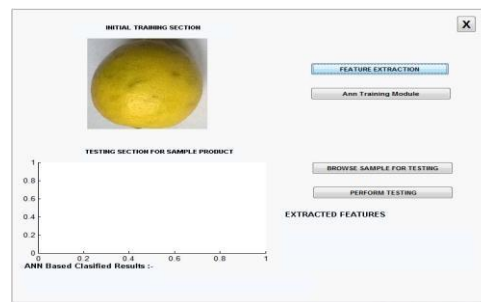 INITIAL TRAINING SECTION
X
FEATURE EXTRACTION
Ann Training Module
TESTING SECTION FOR SAMPLE PRODUCT
1
0.8
0.6
0.4
0.2
0
0 0.2 0.4 0.6 0.8 1
BROWSE SAMPLE FOR TESTING
PERFORM TESTING
EXTRACTED FEATURES
ANN Based Clasified Results :-